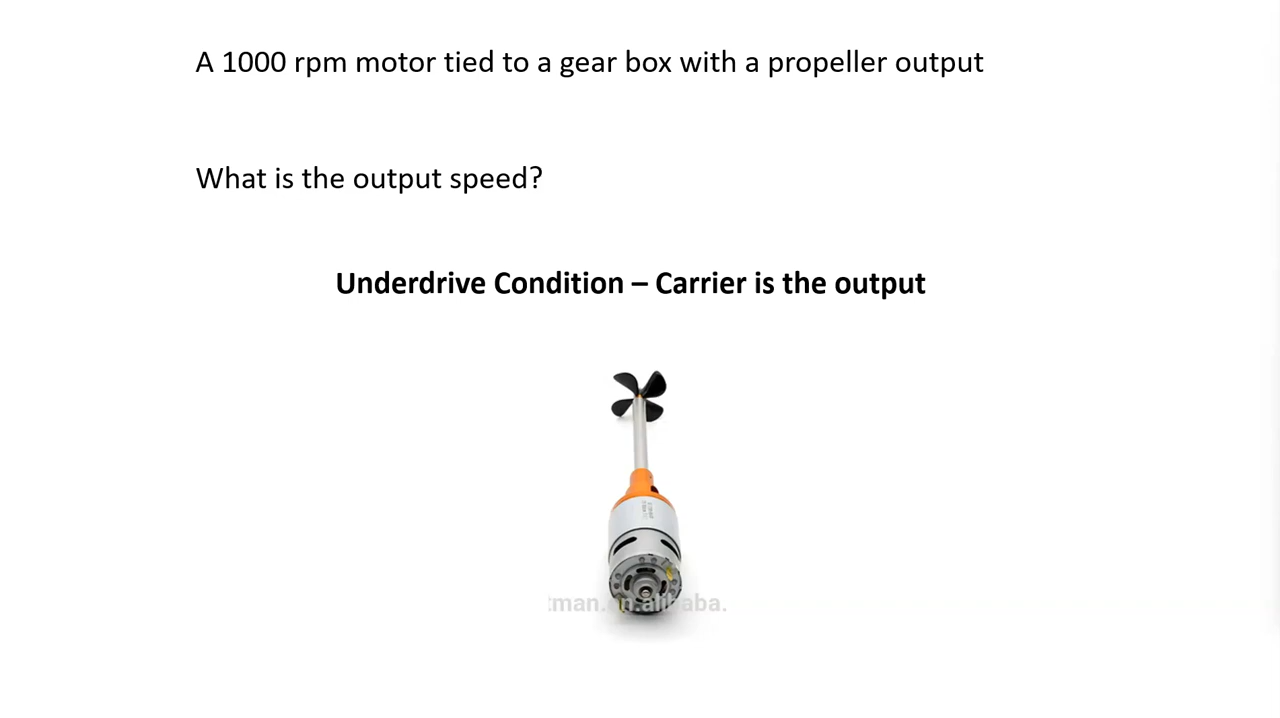 A 1000 rpm motor tied to a gear box with a propeller output
What is the output speed?
Underdrive Condition – Carrier is the output